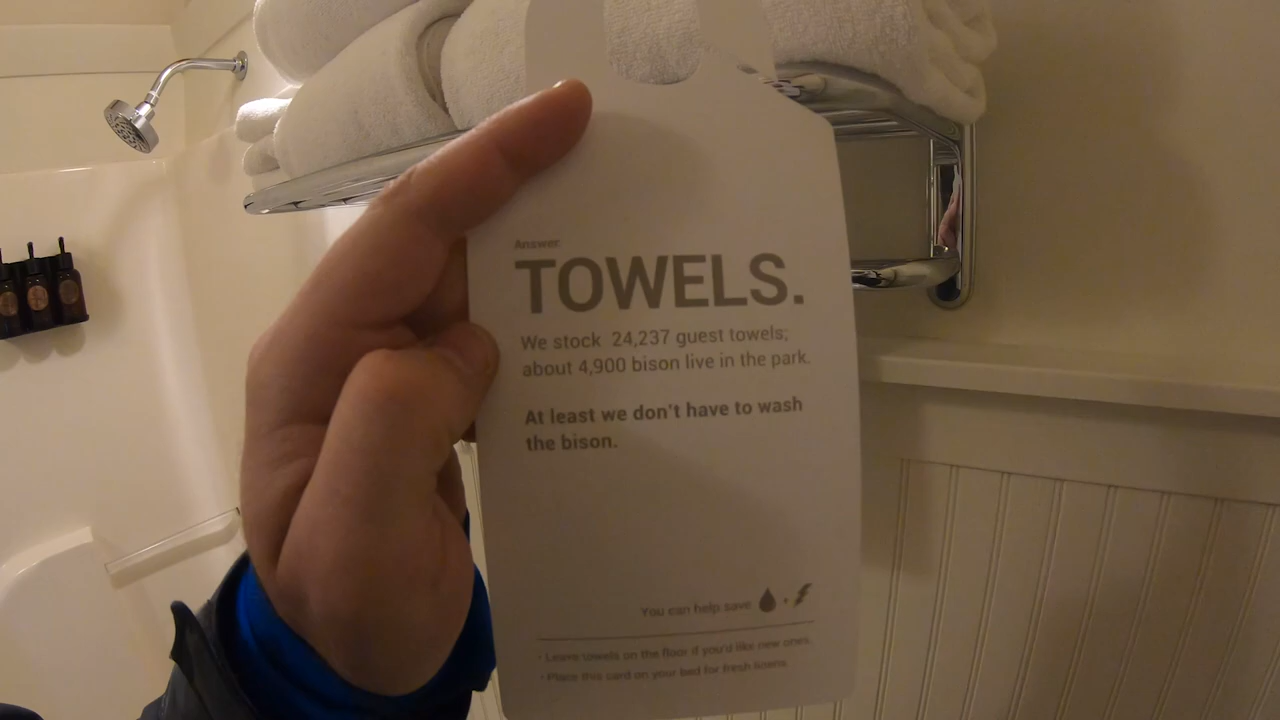 Answer
TOWELS.
We stock 24,237 guest towels;
about 4,900 bison live in the park.
At least we don't have to wash
the bison.
You can help save
• Leave towels on the floor if you'd like new ones.
• Place this card on your bed for fresh linens.